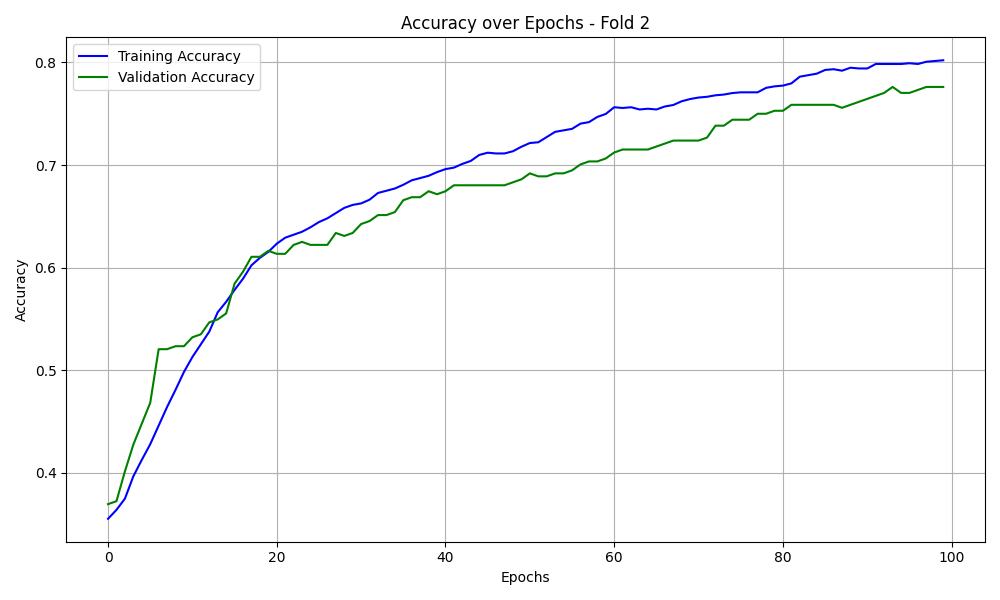 Accuracy over Epochs - Fold 2
Training Accuracy
Validation Accuracy
Accuracy
0.8
0.7
0.6
0.5
0.4
0 20 40 60 80 100
Epochs